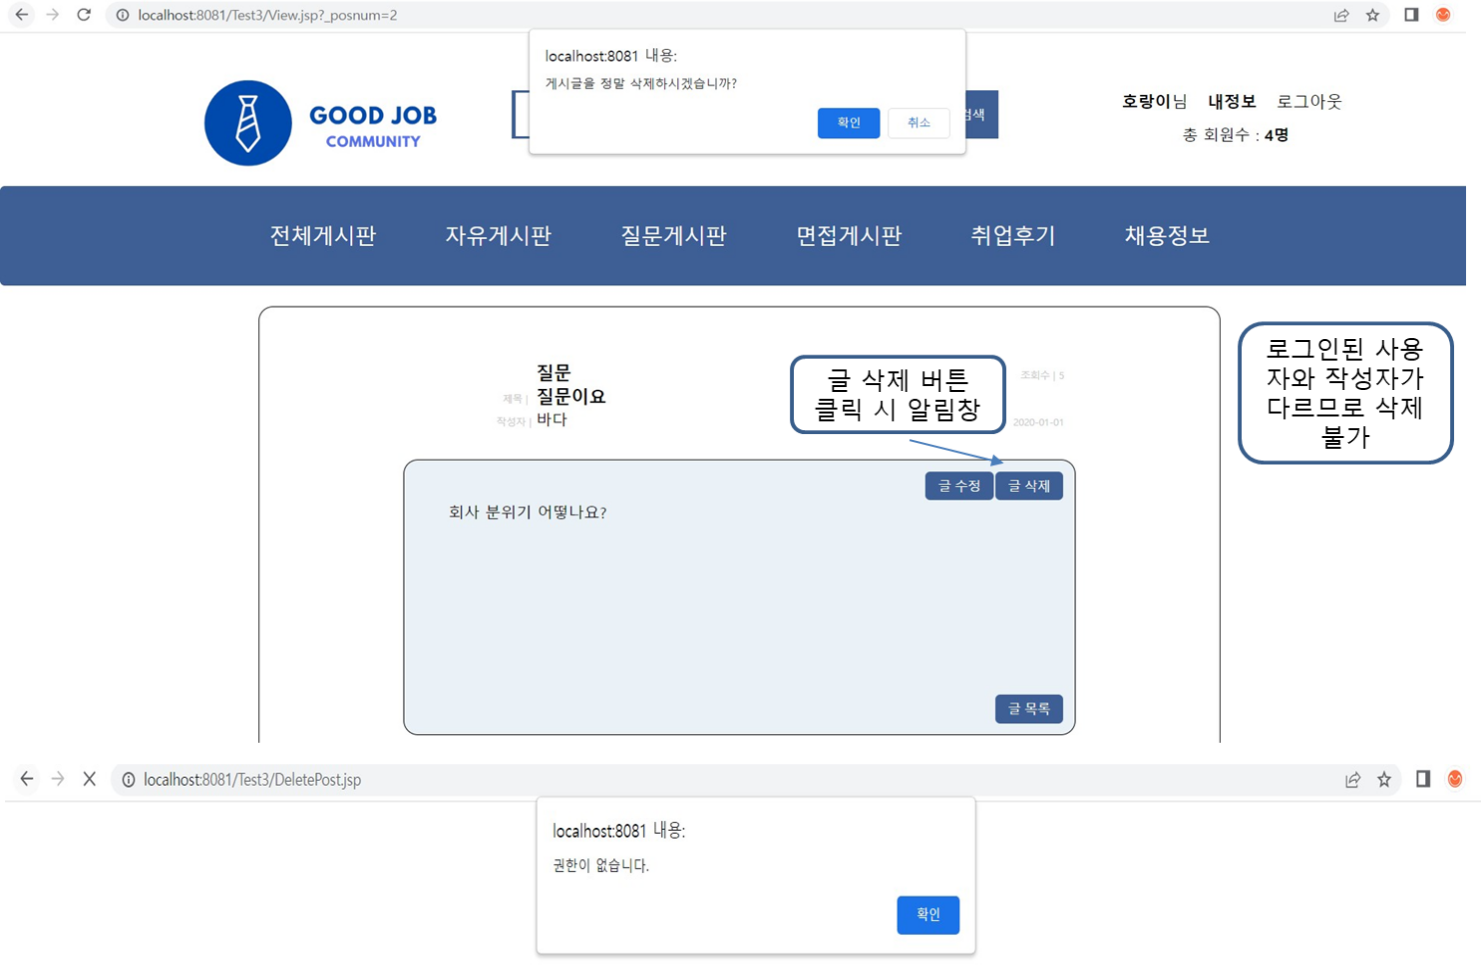 localhost:8081/Test3/View.jsp?_posnum=2
localhost:8081 내용:
게시글을 정말 삭제하시겠습니까?
확인 취소
검색
GOOD JOB
COMMUNITY
호랑이님 내정보 로그아웃
총 회원수 : 4명
전체게시판 자유게시판 질문게시판 면접게시판 취업후기 채용정보
질문
제목 | 질문이요
작성자 | 바다
조회수 | 5
2020-01-01
글 삭제 버튼
클릭 시 알림창
로그인된 사용
자와 작성자가
다르므로 삭제
불가
글 수정 글 삭제
회사 분위기 어떻나요?
글 목록
localhost:8081/Test3/DeletePost.jsp
localhost:8081 내용:
권한이 없습니다.
확인